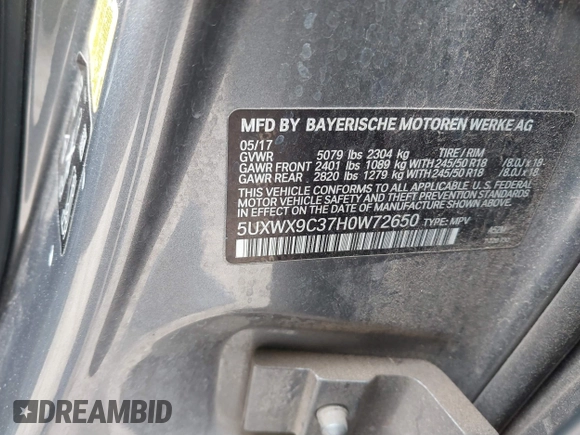 MFD BY BAYERISCHE MOTOREN WERKE AG
05/17
GVWR 5079 lbs 2304 kg TIRE / RIM
GAWR FRONT 2401 lbs 1089 kg WITH 245/50 R18 /8.0J x 18
GAWR REAR 2820 lbs 1279 kg WITH 245/50 R18 /8.0J x 18
THIS VEHICLE CONFORMS TO ALL APPLICABLE U.S. FEDERAL
MOTOR VEHICLE SAFETY, BUMPER, AND THEFT PREVENTION
STANDARDS IN EFFECT ON THE DATE OF MANUFACTURE SHOWN ABOVE.
5UXWX9C37H0W72650 TYPE: MPV
DREAMBID